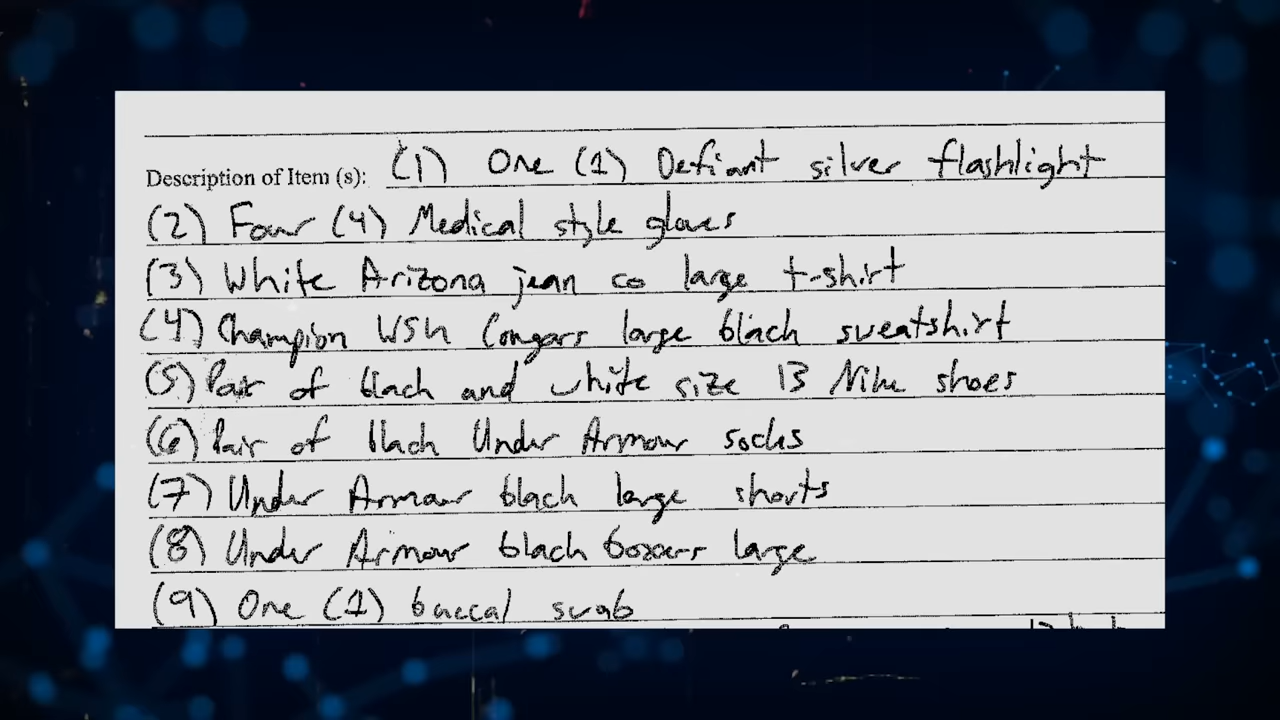 Description of Item (s): (1) One (1) Defiant silver flashlight
(2) Four (4) Medical style gloves
(3) White Arizona jean co large t-shirt
(4) Champion WSU Cougars large black sweatshirt
(5) Pair of black and white size 13 Nike shoes
(6) Pair of black Under Armour socks
(7) Under Armour black large shorts
(8) Under Armour black boxers large
(9) One (1) buccal swab